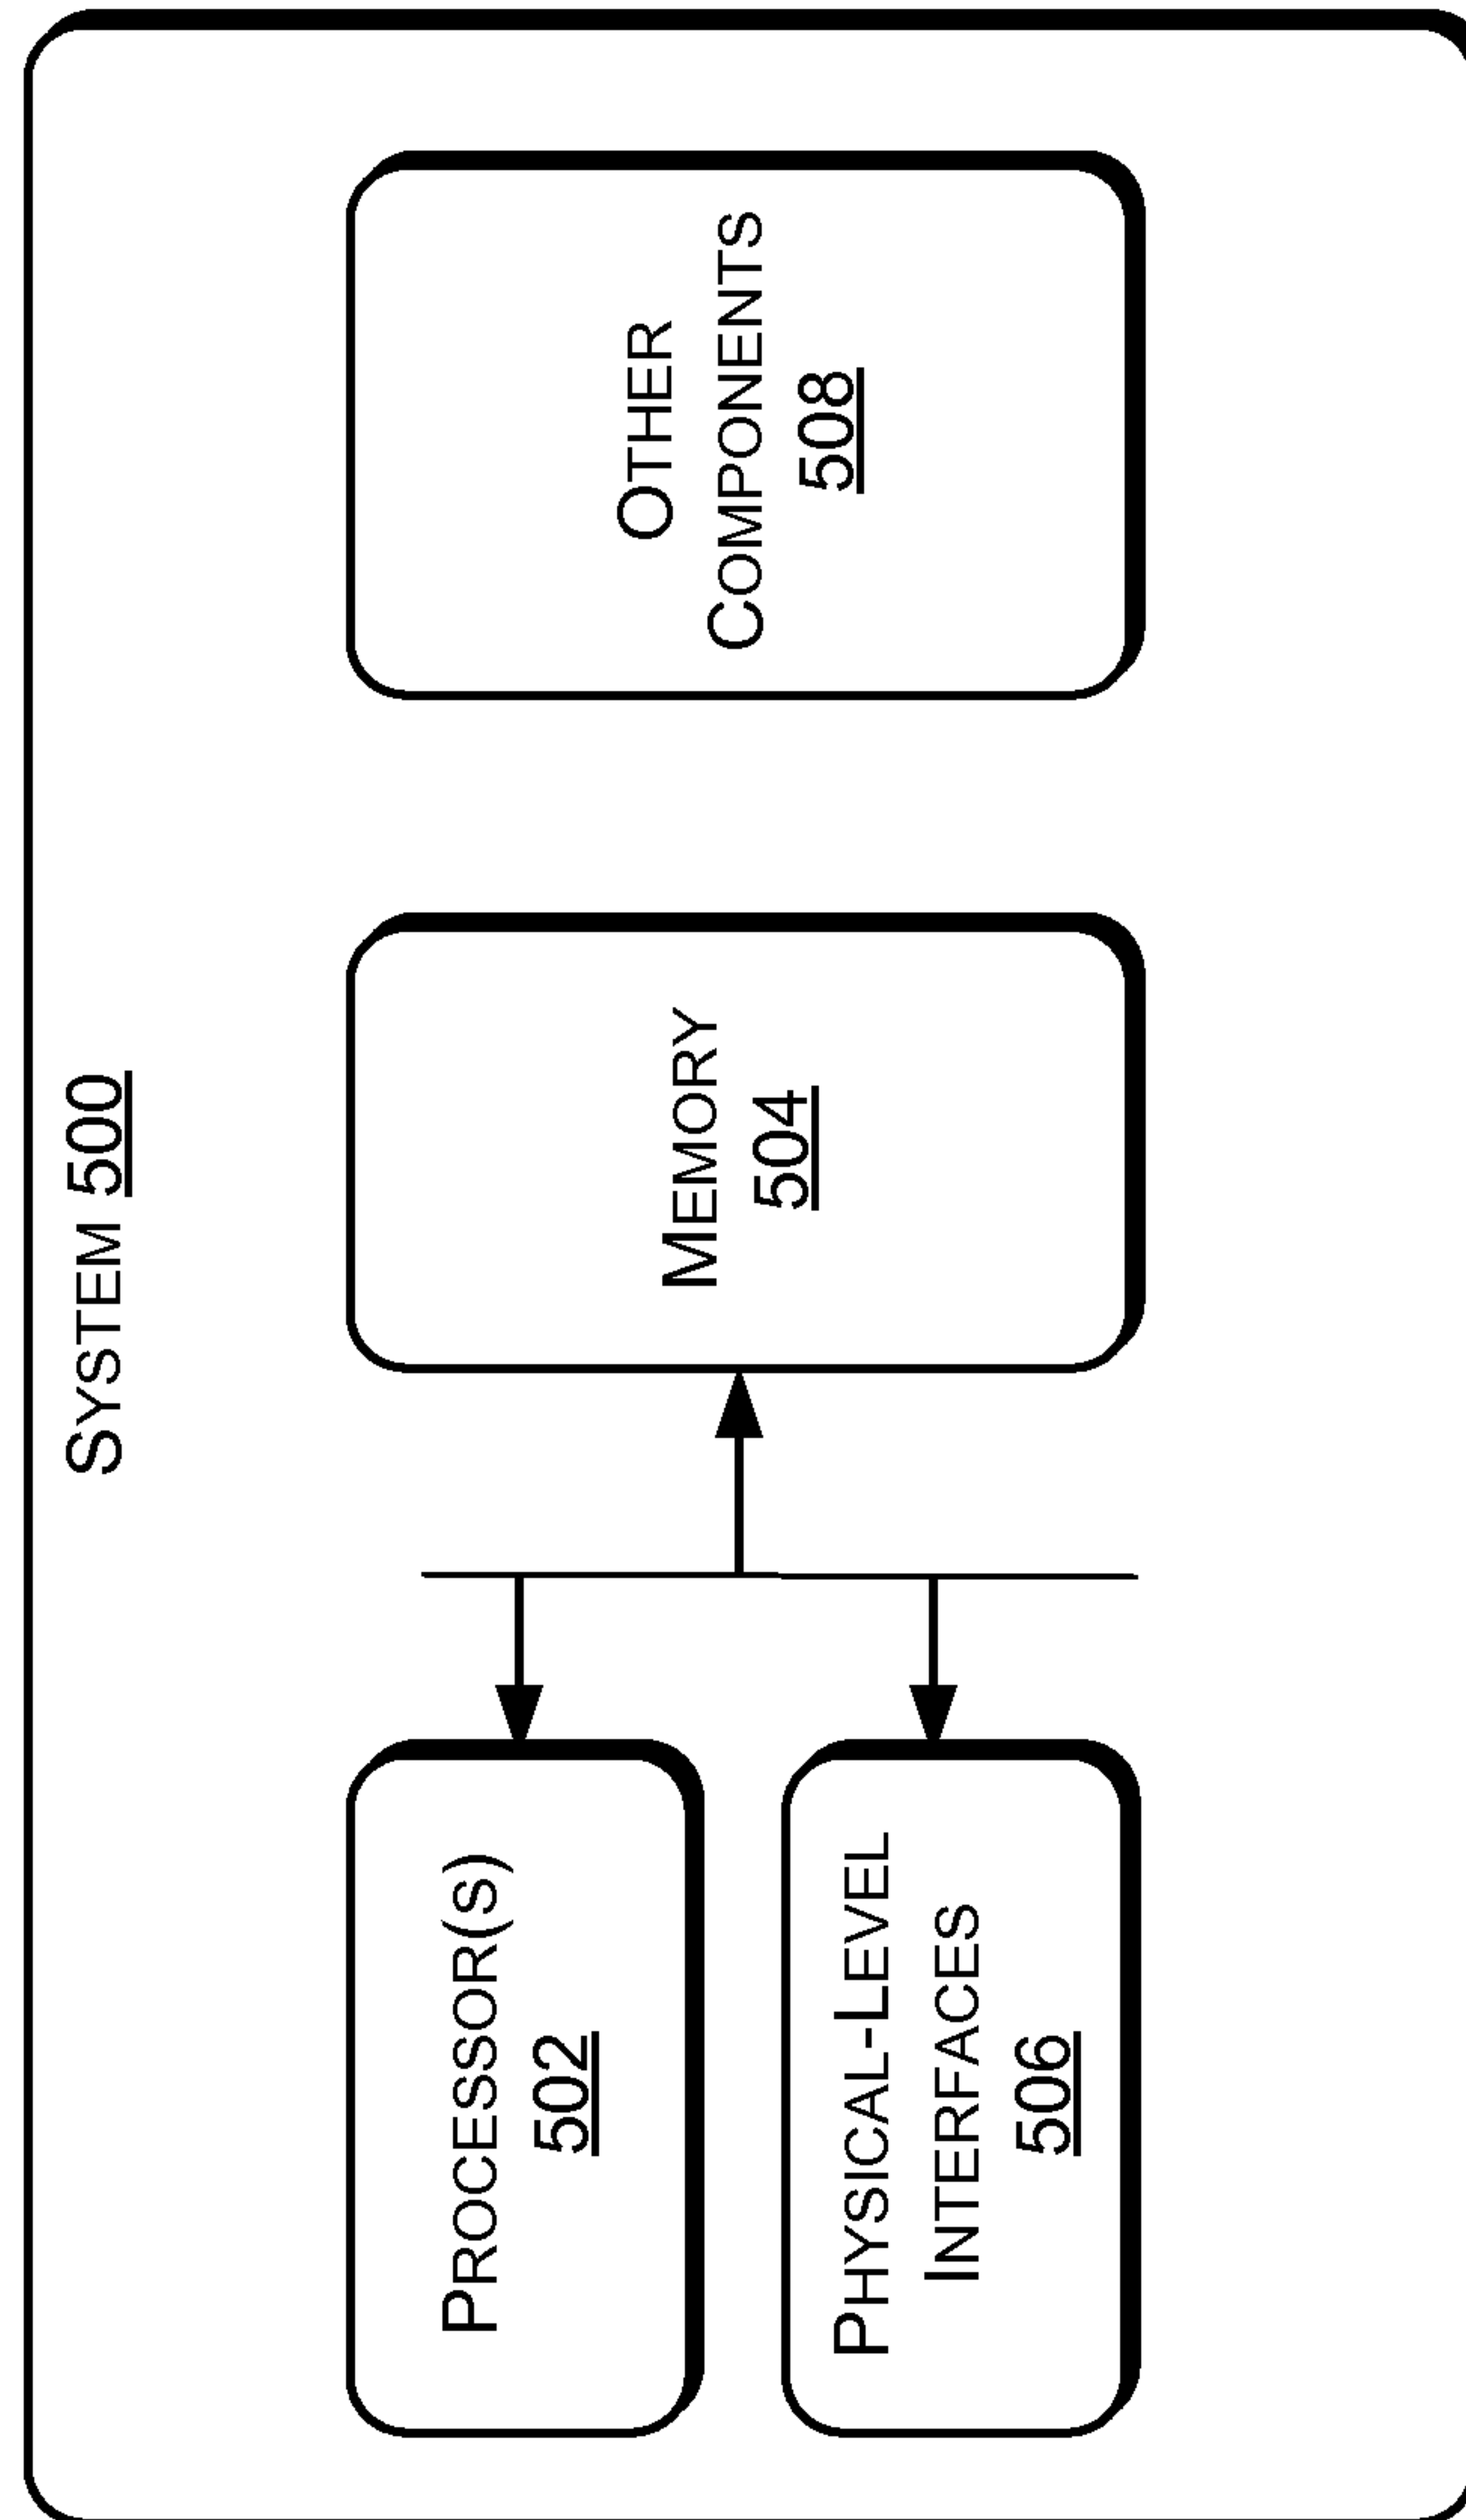 SYSTEM 500
PROCESSOR(S)
502
PHYSICAL-LEVEL
INTERFACES
506
MEMORY
504
OTHER
COMPONENTS
508